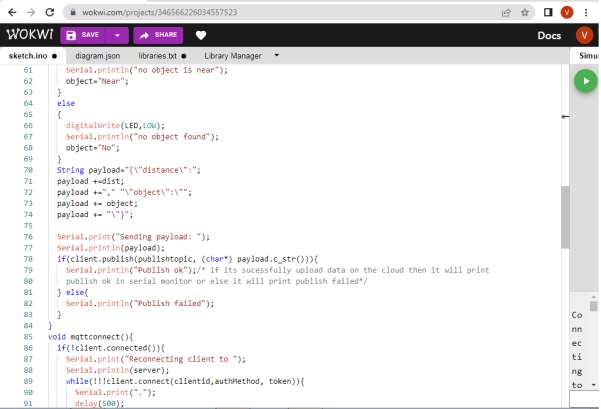 wokwi.com/projects/346566226034557523
V
WOKWI
SAVE
SHARE
Docs
V
sketch.ino
diagram.json
libraries.txt
Library Manager
Simul
61 Serial.println("no object is near");
62 object="Near";
63 }
64 else
65 {
66 digitalWrite(LED,LOW);
67 Serial.println("no object found");
68 object="No";
69 }
70 String payload="{\"distance\":";
71 payload +=dist;
72 payload +="," "\"object\":\"";
73 payload += object;
74 payload += "\"}";
75
76 Serial.print("Sending payload: ");
77 Serial.println(payload);
78 if(client.publish(publishtopic, (char*) payload.c_str())){
79 Serial.println("Publish ok");/* if its sucessfully upload data on the cloud then it will print
80 publish ok in serial monitor or else it will print publish failed*/
81 } else{
82 Serial.println("Publish failed");
83 }
84 }
85 void mqttconnect(){
86 if(!client.connected()){
87 Serial.print("Reconnecting client to ");
88 Serial.println(server);
89 while(!!!client.connect(clientid,authMethod, token)){
90 Serial.print(".");
91 delay(500);
Co
nn
ec
ti
ng
to